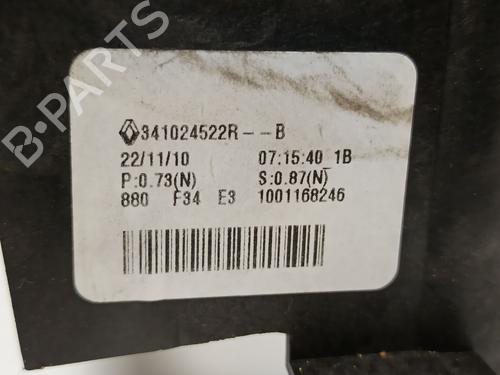 341024522R--B
22/11/10 07:15:40 1B
P:0.73(N) S:0.87(N)
880 F34 E3 1001168246
B-PARTS